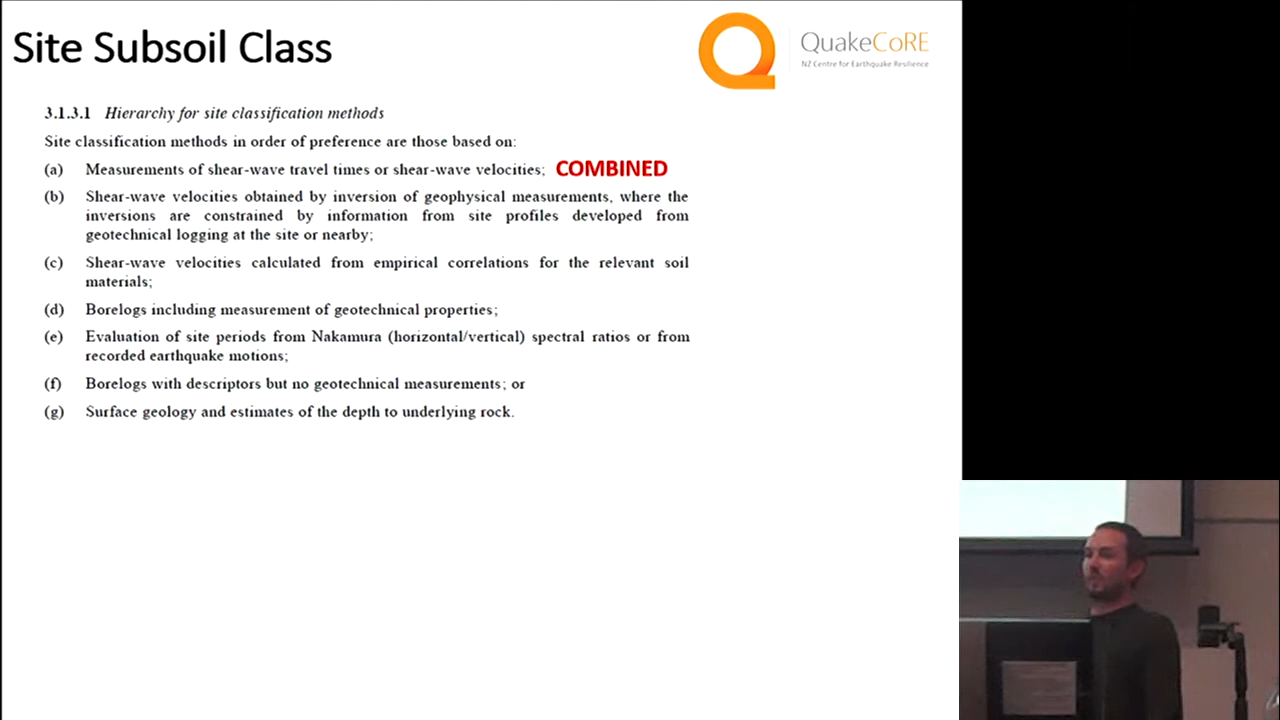 Site Subsoil Class
QuakeCoRE
NZ Centre for Earthquake Resilience
3.1.3.1 Hierarchy for site classification methods
Site classification methods in order of preference are those based on:
(a) Measurements of shear-wave travel times or shear-wave velocities; COMBINED
(b) Shear-wave velocities obtained by inversion of geophysical measurements, where the
inversions are constrained by information from site profiles developed from
geotechnical logging at the site or nearby;
(c) Shear-wave velocities calculated from empirical correlations for the relevant soil
materials;
(d) Borelogs including measurement of geotechnical properties;
(e) Evaluation of site periods from Nakamura (horizontal/vertical) spectral ratios or from
recorded earthquake motions;
(f) Borelogs with descriptors but no geotechnical measurements; or
(g) Surface geology and estimates of the depth to underlying rock.